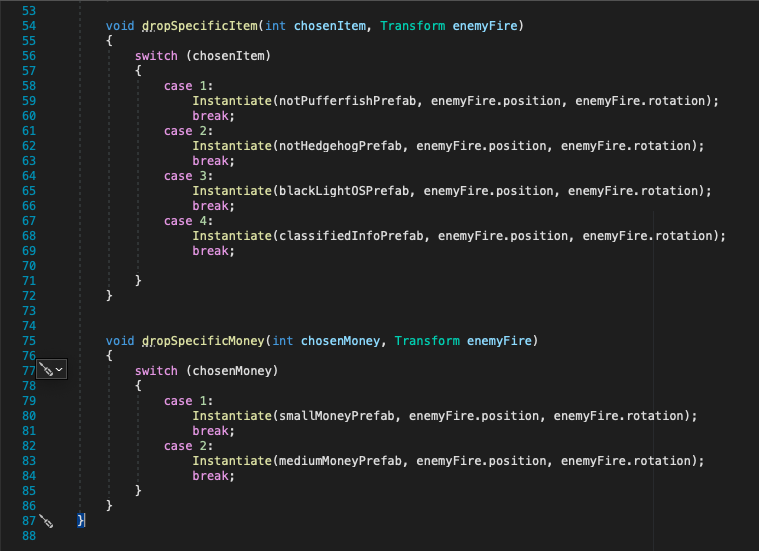 53
54 void dropSpecificItem(int chosenItem, Transform enemyFire)
55 {
56 switch (chosenItem)
57 {
58 case 1:
59 Instantiate(notPufferfishPrefab, enemyFire.position, enemyFire.rotation);
60 break;
61 case 2:
62 Instantiate(notHedgehogPrefab, enemyFire.position, enemyFire.rotation);
63 break;
64 case 3:
65 Instantiate(blackLightOSPrefab, enemyFire.position, enemyFire.rotation);
66 break;
67 case 4:
68 Instantiate(classifiedInfoPrefab, enemyFire.position, enemyFire.rotation);
69 break;
70
71 }
72 }
73
74
75 void dropSpecificMoney(int chosenMoney, Transform enemyFire)
76 {
77 switch (chosenMoney)
78 {
79 case 1:
80 Instantiate(smallMoneyPrefab, enemyFire.position, enemyFire.rotation);
81 break;
82 case 2:
83 Instantiate(mediumMoneyPrefab, enemyFire.position, enemyFire.rotation);
84 break;
85 }
86 }
87 }
88